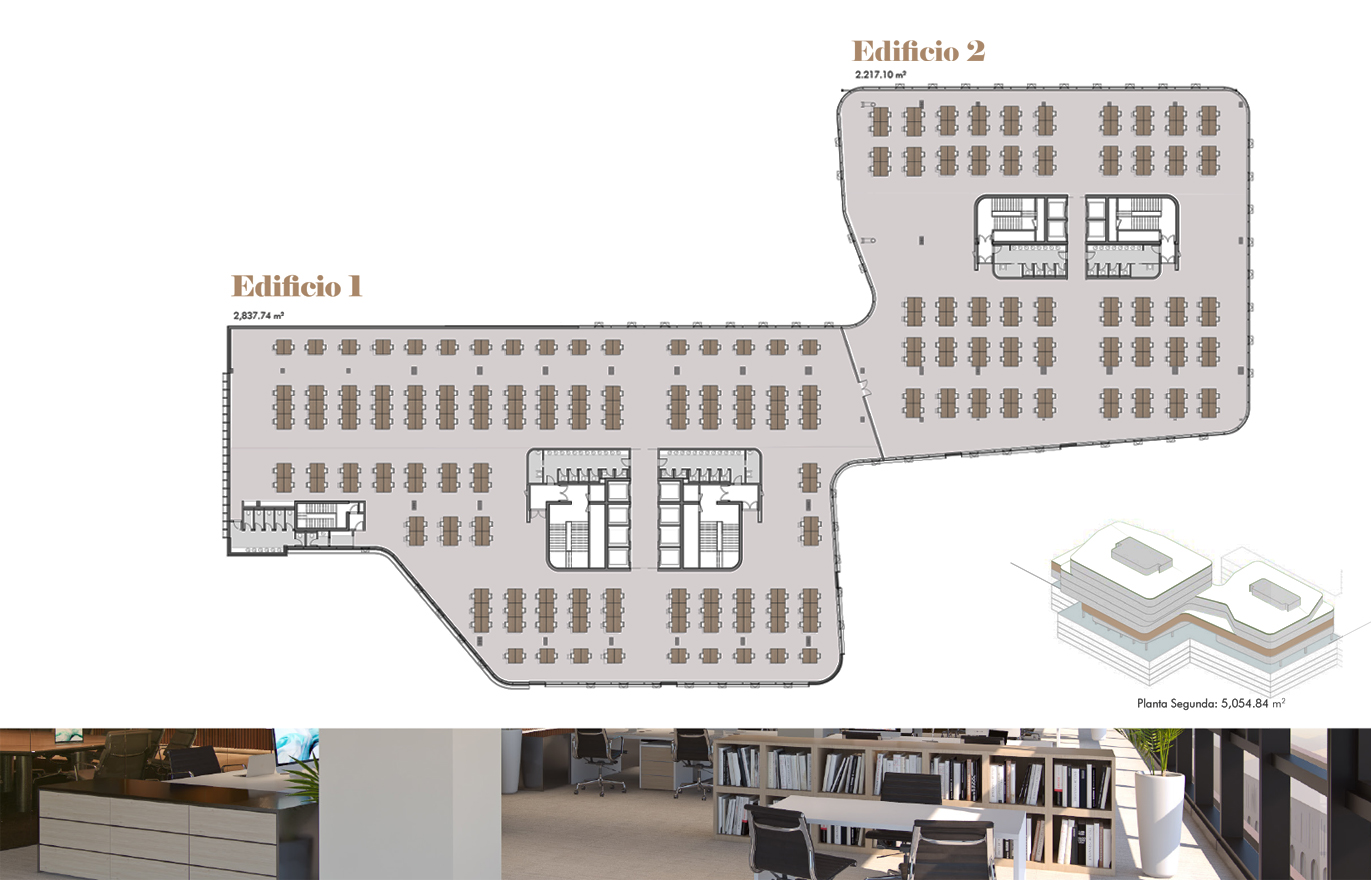 Edificio 2
2.217.10 m²
Edificio 1
2,837.74 m²
Planta Segunda: 5,054.84 m²